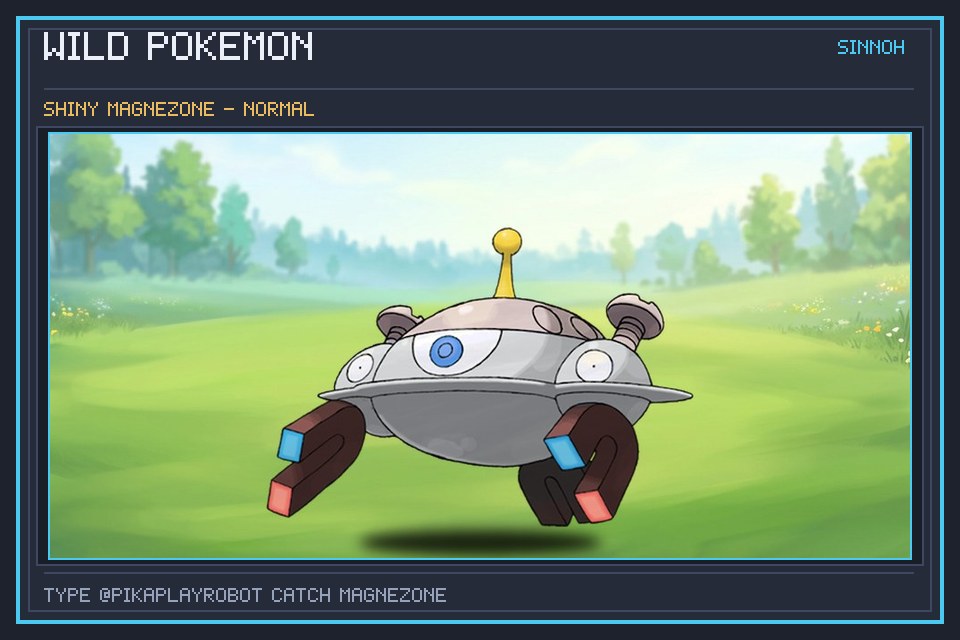 WILD POKEMON
SINNOH
SHINY MAGNEZONE - NORMAL
TYPE @PIKAPLAYROBOT CATCH MAGNEZONE